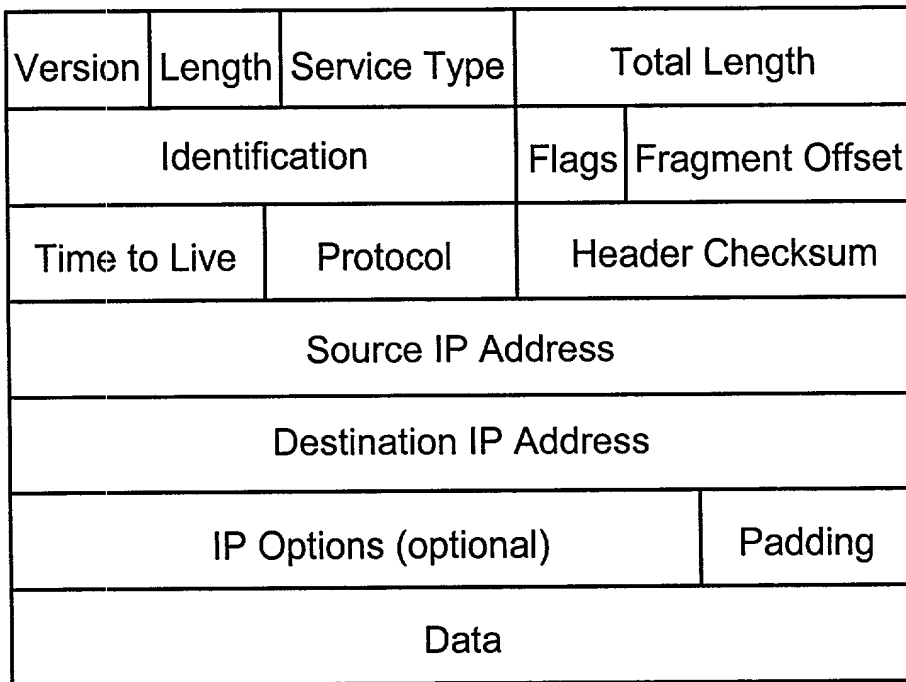 Version Length Service Type Total Length
Identification Flags Fragment Offset
Time to Live Protocol Header Checksum
Source IP Address
Destination IP Address
IP Options (optional) Padding
Data